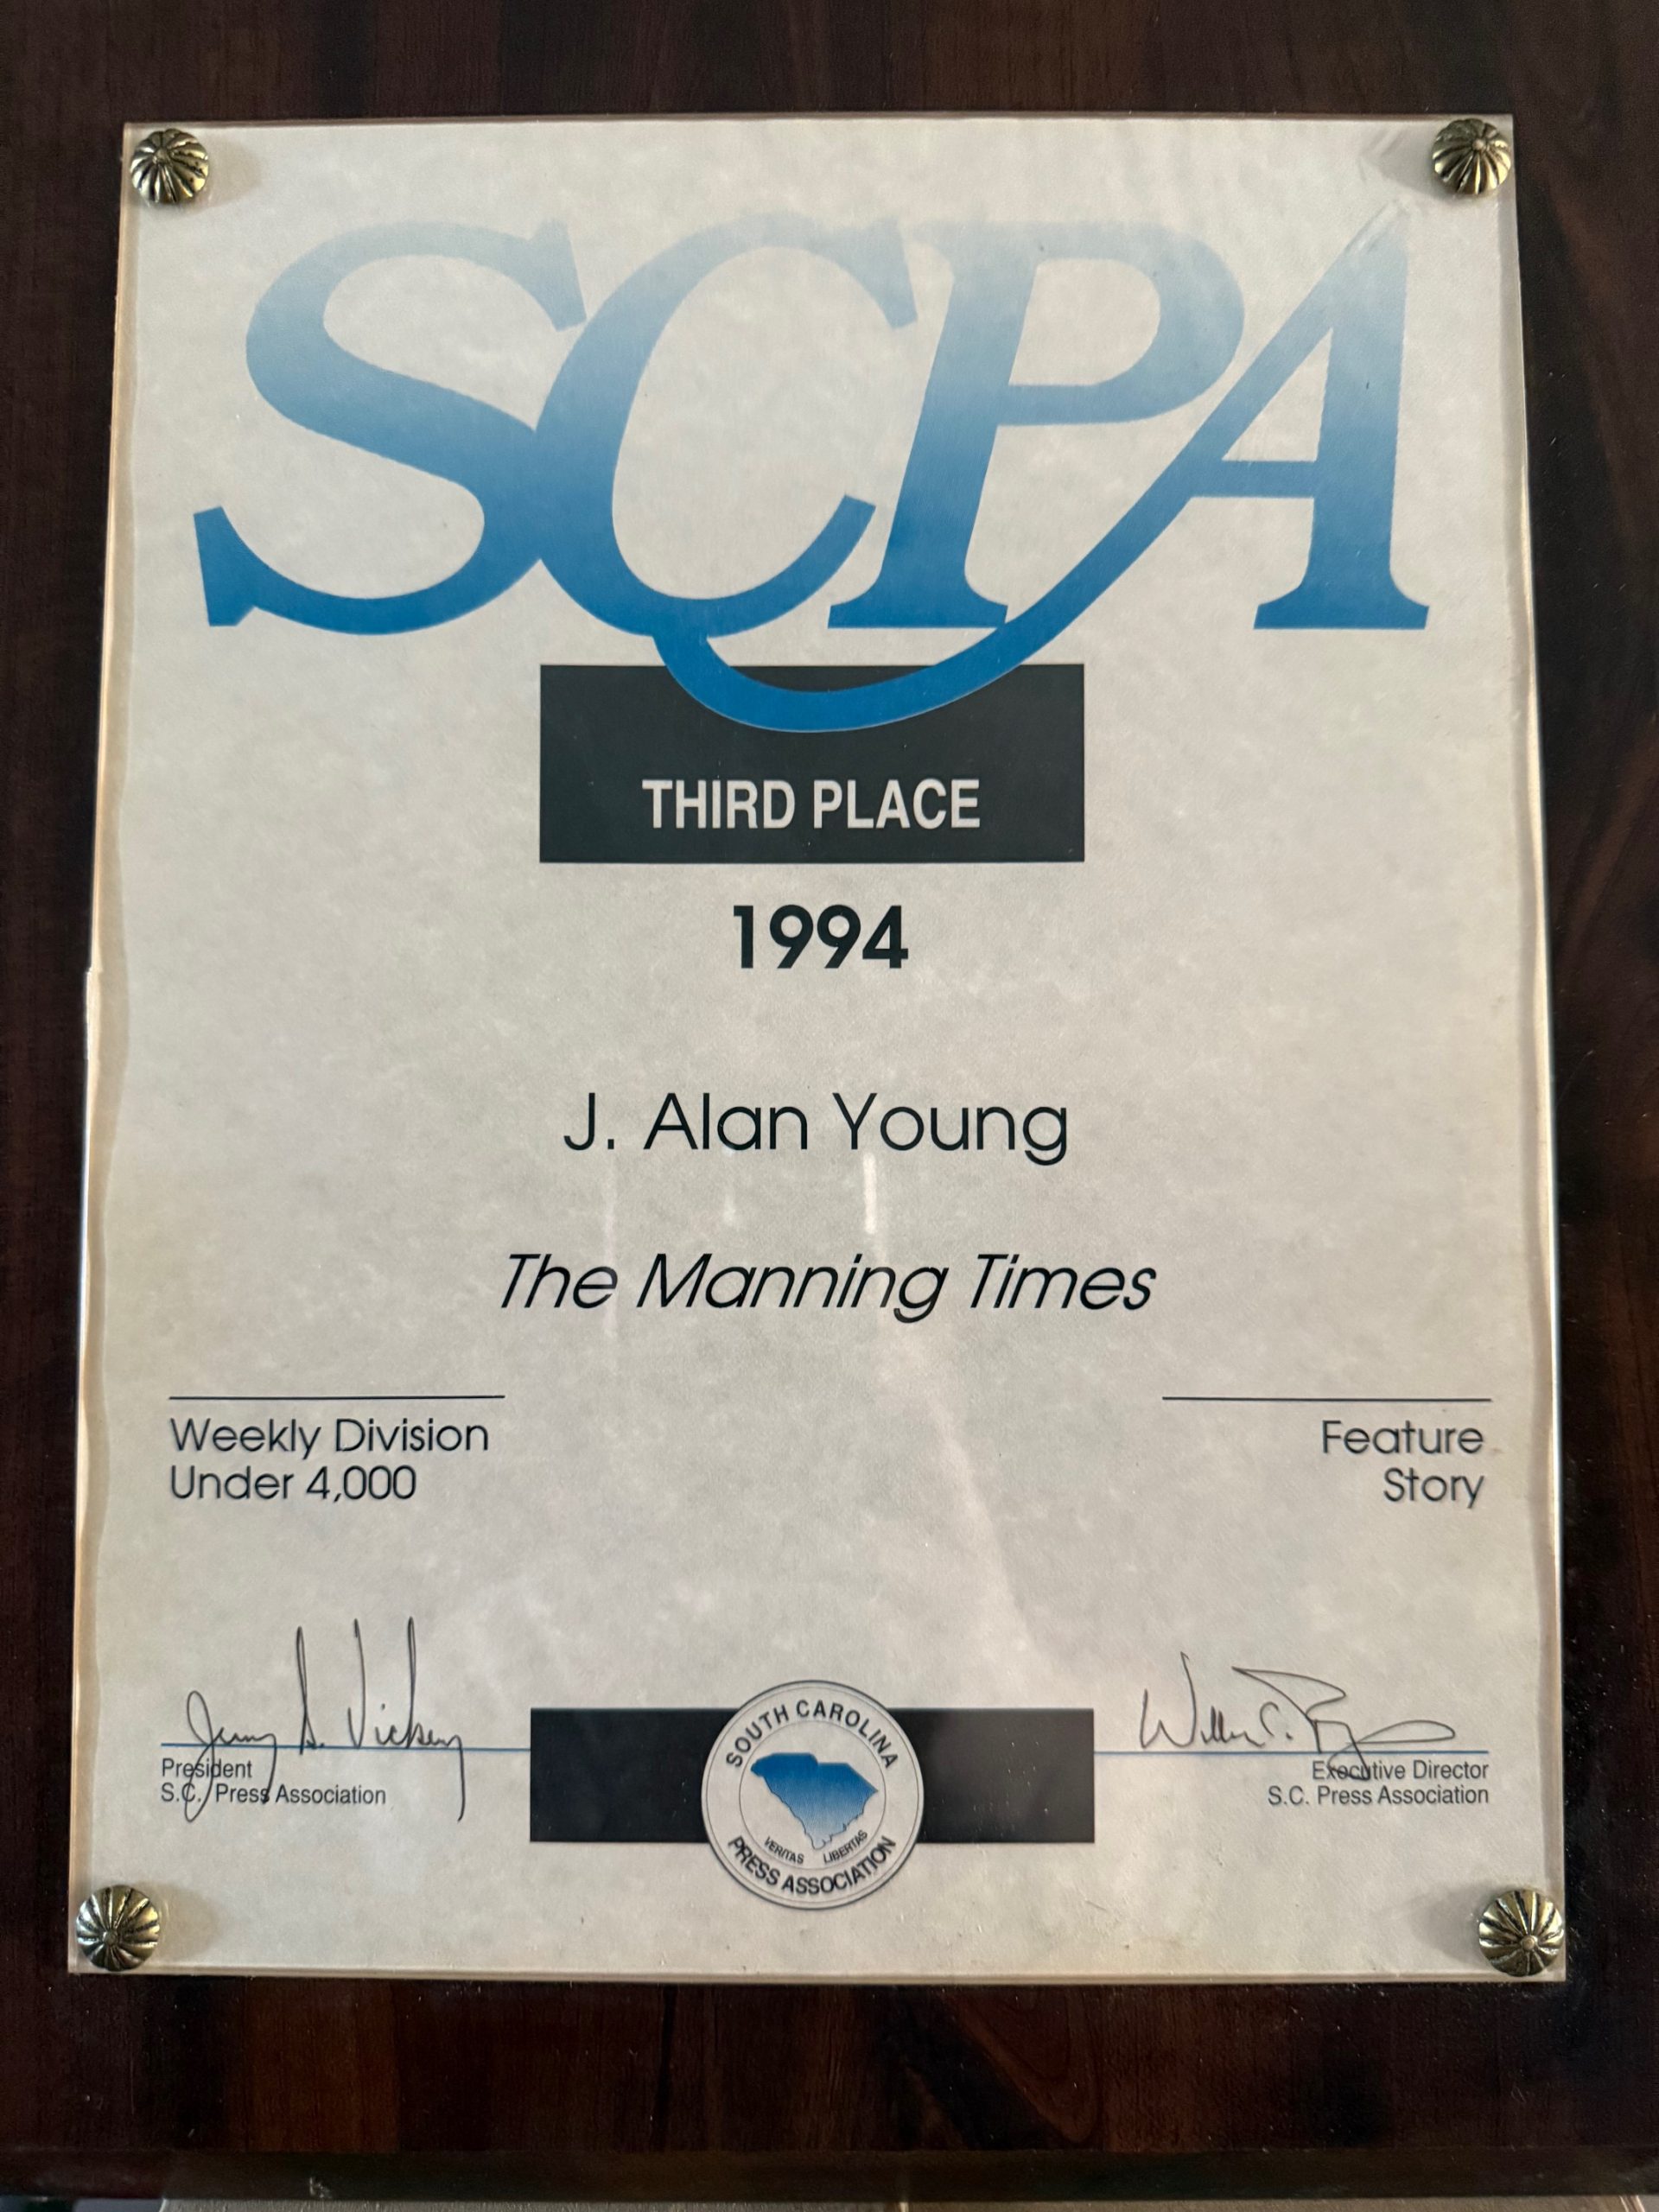 SCPA
THIRD PLACE
1994
J. Alan Young
The Manning Times
Weekly Division
Under 4,000
Feature
Story
President
S.C. Press Association
SOUTH CAROLINA
VERITAS LIBERTAS
PRESS ASSOCIATION
Executive Director
S.C. Press Association